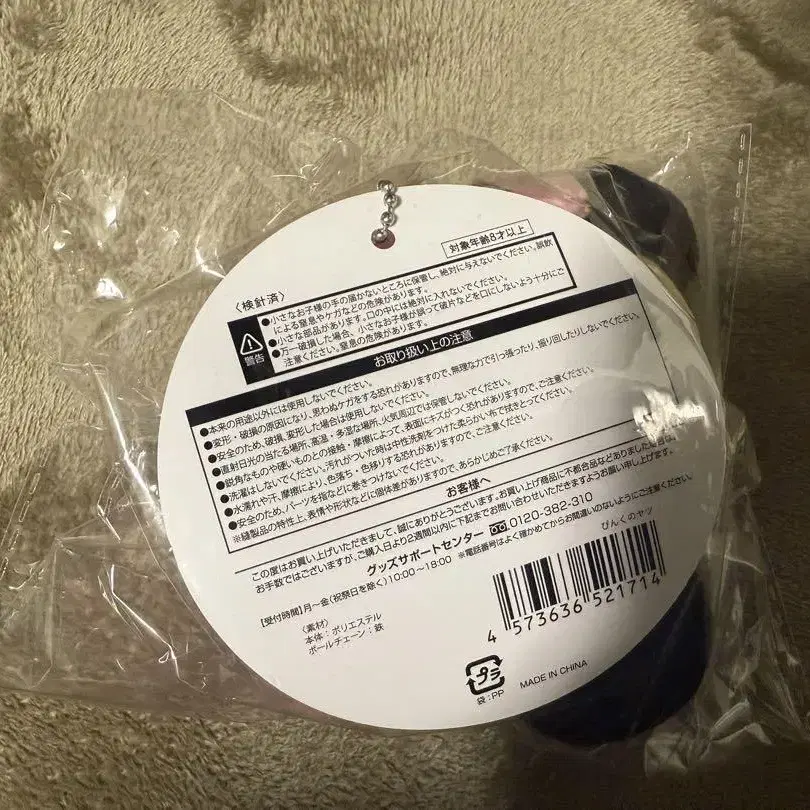 対象年齢8才以上
〈検針済〉
警告
●小さなお子様の手の届かないところに保管し、絶対に与えないでください。誤飲
による窒息やケガなどの危険があります。
●小さな部品があります。口の中には絶対に入れないでください。
●万一破損した場合、小さなお子様が誤って破片などを口にしないよう十分にご
注意ください。窒息の危険があります。
お取り扱い上の注意
●本来の用途以外には使用しないでください。
●変形・破損の原因になり、思わぬケガをする恐れがありますので、無理な力で引っ張ったり、振り回したりしないでください。
●安全のため、破損、変形した場合は使用しないでください。
●直射日光の当たる場所、高温・多湿な場所、火気周辺では保管しないでください。
●鋭角なものや硬いものとの接触・摩擦によって、表面にキズがつく恐れがありますので、ご注意ください。
●洗濯はしないでください。汚れがついた時は中性洗剤をつけた柔らかい布で拭きとってください。
●水濡れや汗、摩擦により、色落ち・色移りする恐れがありますので、ご注意ください。
●安全のため、パーツを指などに巻きつけないでください。
※縫製品の特性上、表情や形状などに個体差がありますので、あらかじめご了承ください。
お客様へ
この度はお買い上げいただきまして、誠にありがとうございます。お買い上げ商品に不都合品などありました場合は、
お手数ではございますが、ご購入日より2週間以内に下記までお問い合わせいただきますようお願い申し上げます。
グッズサポートセンター 0120-382-310
【受付時間】月〜金(祝祭日を除く)10:00〜18:00 ※電話番号はよく確かめてからお間違いのないようにご注意ください。
ぴんくのヤツ
〈素材〉
本体:ポリエステル
ボールチェーン:鉄
4 573636 521714
プラ
袋:PP
MADE IN CHINA